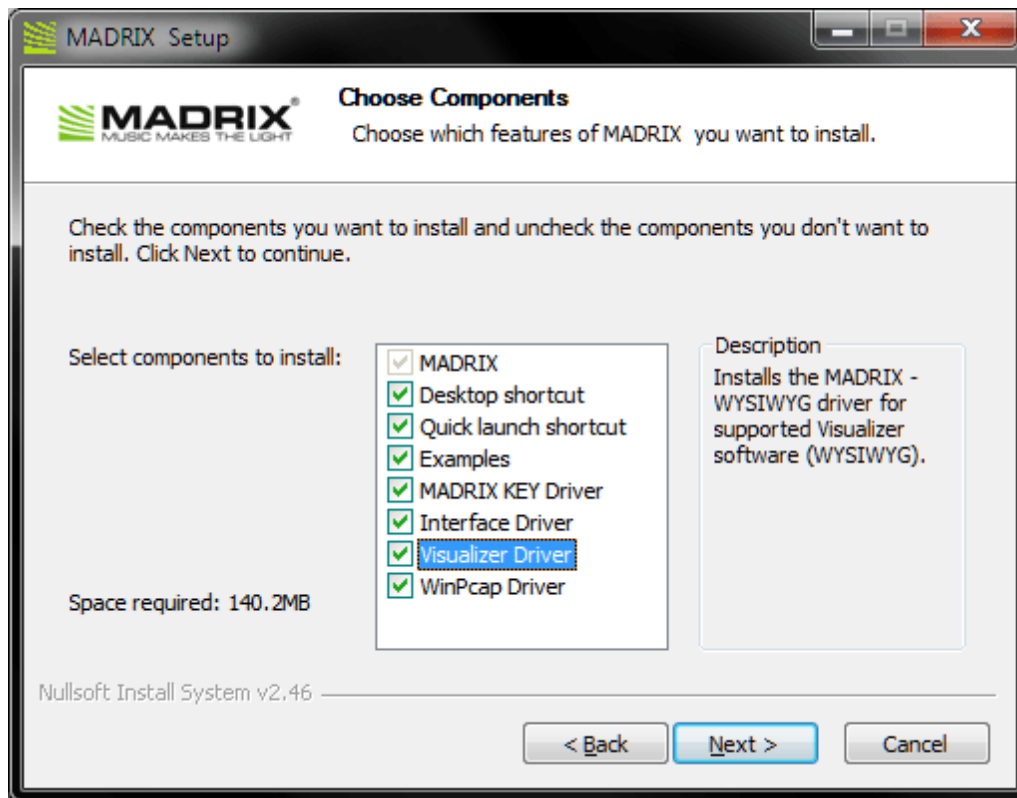 MADRIX Setup
MADRIX®
MUSIC MAKES THE LIGHT
Choose Components
Choose which features of MADRIX you want to install.
Check the components you want to install and uncheck the components you don't want to
install. Click Next to continue.
Select components to install:
MADRIX
Desktop shortcut
Quick launch shortcut
Examples
MADRIX KEY Driver
Interface Driver
Visualizer Driver
WinPcap Driver
Description
Installs the MADRIX -
WYSIWYG driver for
supported Visualizer
software (WYSIWYG).
Space required: 140.2MB
Nullsoft Install System v2.46
< Back
Next >
Cancel